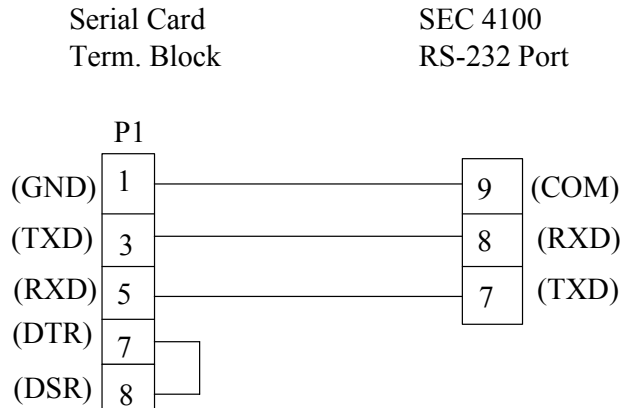 Serial Card SEC 4100
Term. Block RS-232 Port
P1
(GND) 1 9 (COM)
(TXD) 3 8 (RXD)
(RXD) 5 7 (TXD)
(DTR) 7
(DSR) 8